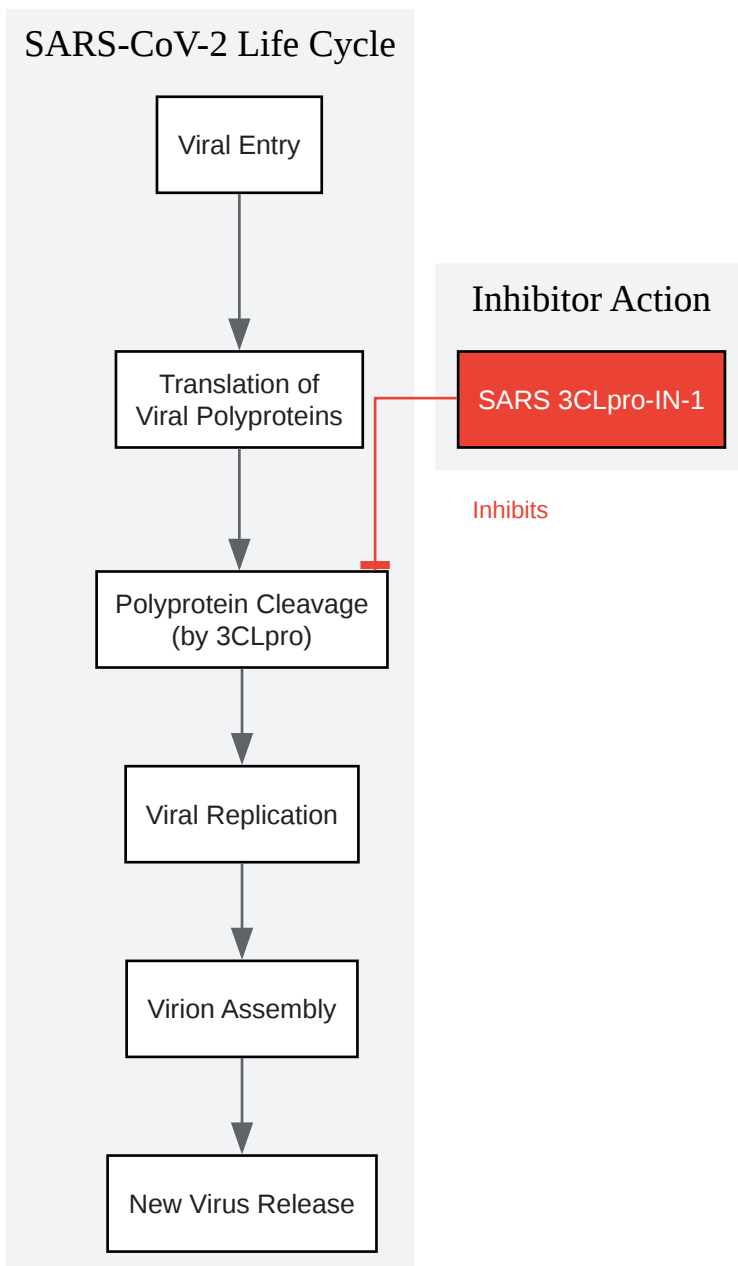 SARS-CoV-2 Life Cycle
Viral Entry
Translation of
Viral Polyproteins
Polyprotein Cleavage
(by 3CLpro)
Viral Replication
Virion Assembly
New Virus Release
Inhibitor Action
SARS 3CLpro-IN-1
Inhibits